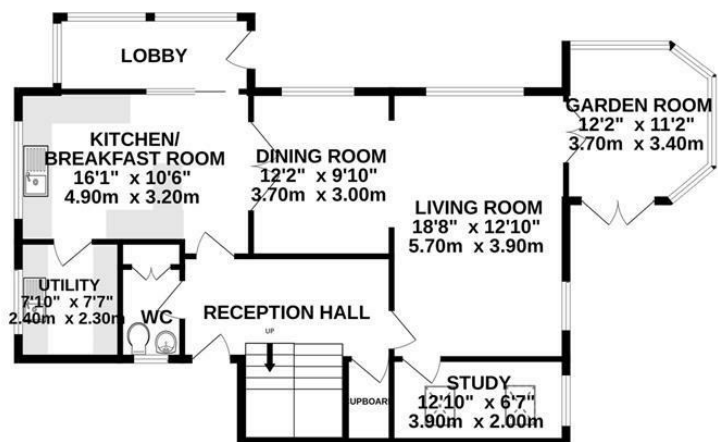 LOBBY
KITCHEN/
BREAKFAST ROOM
16'1" x 10'6"
4.90m x 3.20m
DINING ROOM
12'2" x 9'10"
3.70m x 3.00m
GARDEN ROOM
12'2" x 11'2"
3.70m x 3.40m
LIVING ROOM
18'8" x 12'10"
5.70m x 3.90m
UTILITY
7'10" x 7'7"
2.40m x 2.30m
WC
RECEPTION HALL
UP
UPBOAR
STUDY
12'10" x 6'7"
3.90m x 2.00m